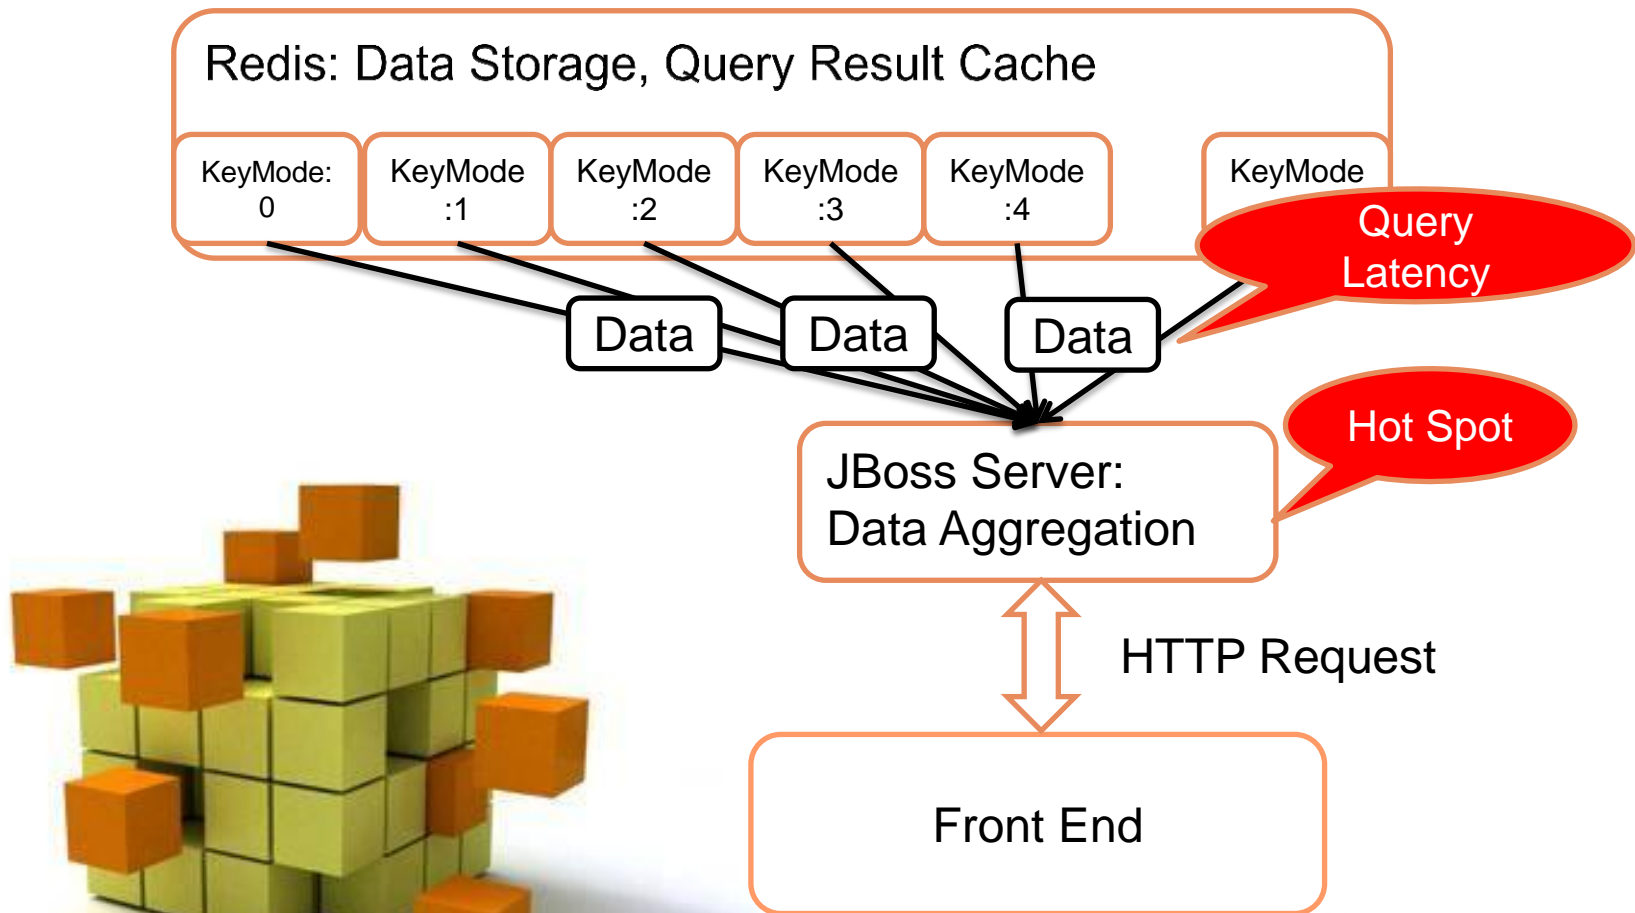 Redis: Data Storage, Query Result Cache
KeyMode:
0
KeyMode
:1
KeyMode
:2
KeyMode
:3
KeyMode
:4
KeyMode
Query
Latency
Data
Data
Data
Hot Spot
JBoss Server:
Data Aggregation
HTTP Request
Front End